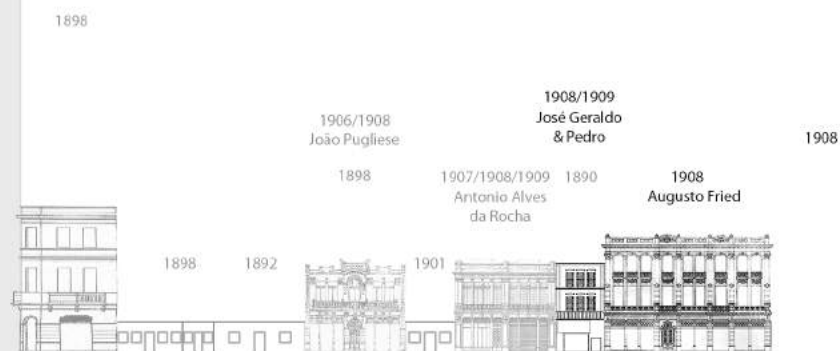 1898
1906/1908
João Pugliese
1898
1898
1892
1901
1907/1908/1909
Antonio Alves
da Rocha
1908/1909
José Geraldo
& Pedro
1890
1908
Augusto Fried
1908